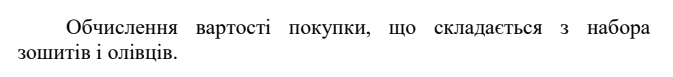 Обчислення вартості покупки, що складається з набора
зошитів і олівців.